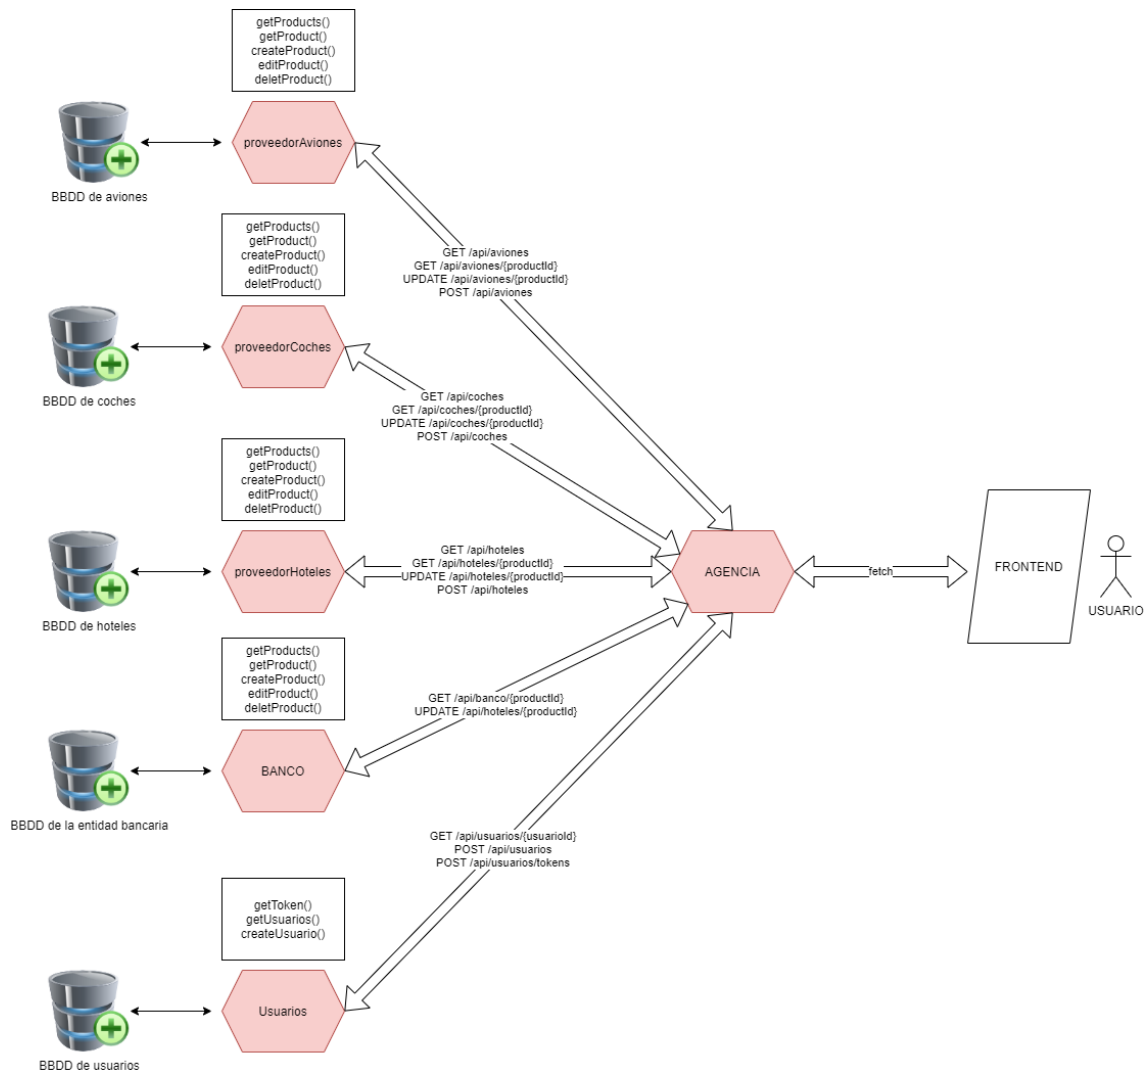 getProducts()
getProduct()
createProduct()
editProduct()
deletProduct()
proveedorAviones
BBDD de aviones
getProducts()
getProduct()
createProduct()
editProduct()
deletProduct()
GET /api/aviones
GET /api/aviones/{productId}
UPDATE /api/aviones/{productId}
POST /api/aviones
proveedorCoches
BBDD de coches
GET /api/coches
GET /api/coches/{productId}
UPDATE /api/coches/{productId}
POST /api/coches
getProducts()
getProduct()
createProduct()
editProduct()
deletProduct()
proveedorHoteles
BBDD de hoteles
GET /api/hoteles
GET /api/hoteles/{productId}
UPDATE /api/hoteles/{productId}
POST /api/hoteles
AGENCIA
fetch
FRONTEND
USUARIO
getProducts()
getProduct()
createProduct()
editProduct()
deletProduct()
GET /api/banco/{productId}
UPDATE /api/hoteles/{productId}
BANCO
BBDD de la entidad bancaria
GET /api/usuarios/{usuarioId}
POST /api/usuarios
POST /api/usuarios/tokens
getToken()
getUsuarios()
createUsuario()
Usuarios
BBDD de usuarios